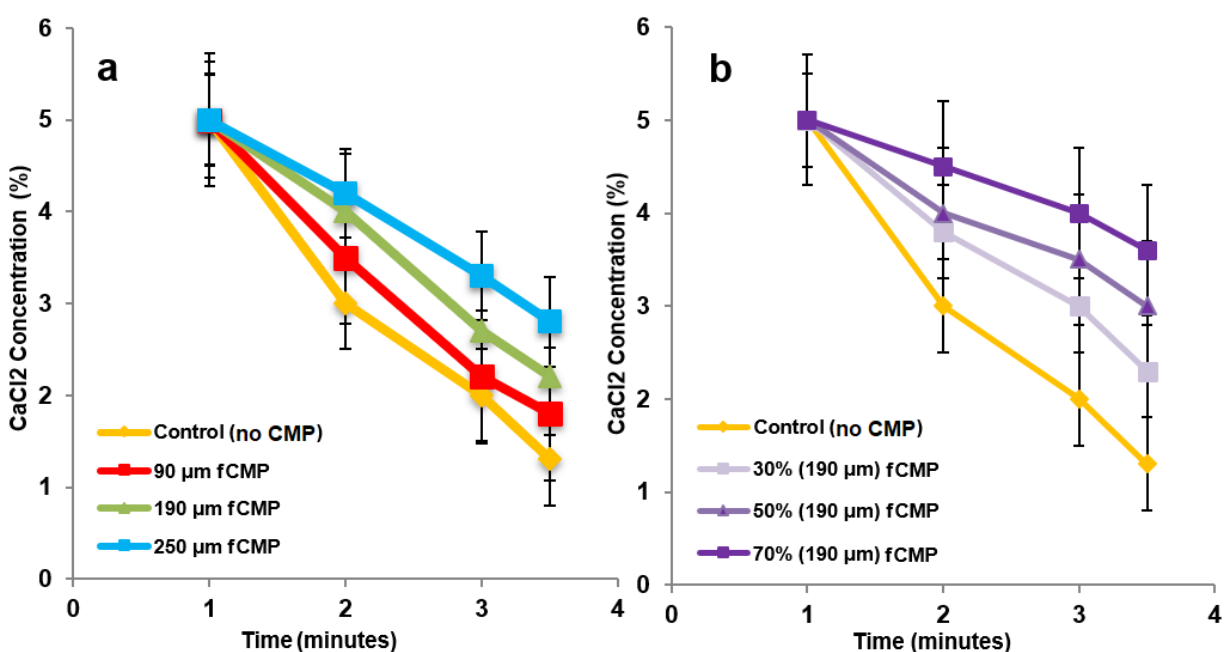 a
CaCl2 Concentration (%)
6
5
4
3
2
1
0
Control (no CMP)
90 µm fCMP
190 µm fCMP
250 µm fCMP
0 1 2 3 4
Time (minutes)
b
CaCl2 Concentration (%)
6
5
4
3
2
1
0
Control (no CMP)
30% (190 µm) fCMP
50% (190 µm) fCMP
70% (190 µm) fCMP
0 1 2 3 4
Time (minutes)